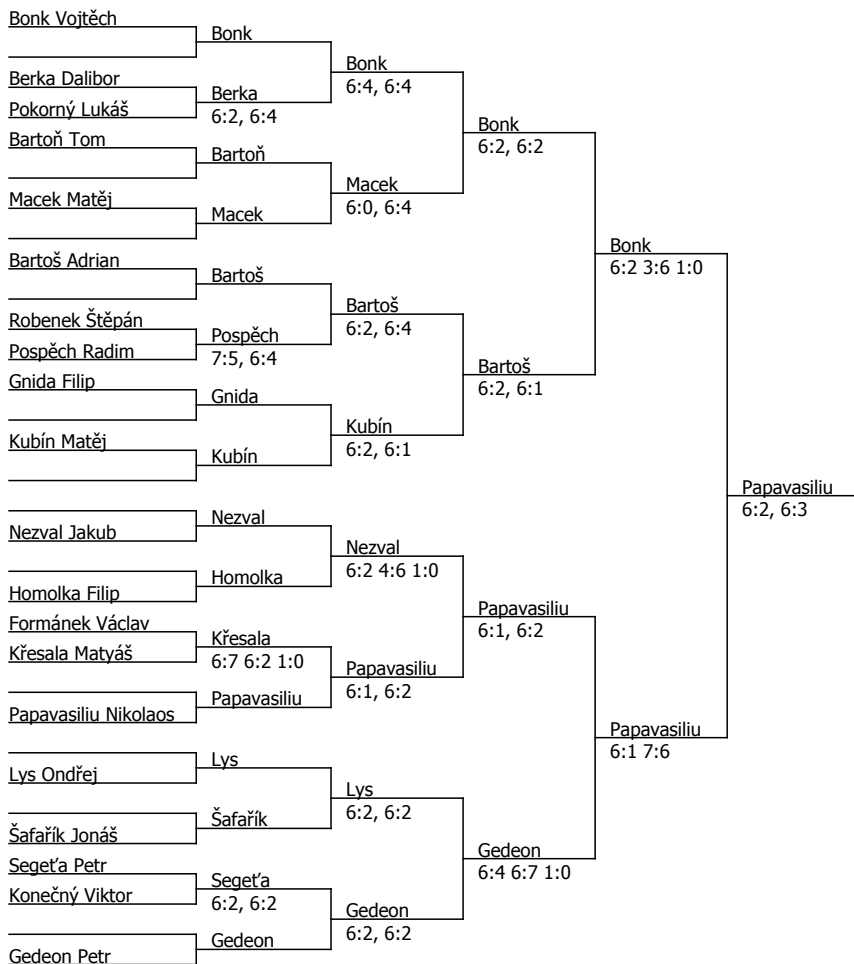 Bonk Vojtěch
Bonk
Bonk
6:4, 6:4
Berka Dalibor
Berka
6:2, 6:4
Pokorný Lukáš
Bonk
6:2, 6:2
Bartoň Tom
Bartoň
Macek
6:0, 6:4
Macek Matěj
Macek
Bonk
6:2 3:6 1:0
Bartoš Adrian
Bartoš
Bartoš
6:2, 6:4
Robenek Štěpán
Pospěch
7:5, 6:4
Pospěch Radim
Bartoš
6:2, 6:1
Gnida Filip
Gnida
Kubín
6:2, 6:1
Kubín Matěj
Kubín
Papavasiliu
6:2, 6:3
Nezval Jakub
Nezval
Nezval
6:2 4:6 1:0
Homolka
Homolka Filip
Papavasiliu
6:1, 6:2
Formánek Václav
Křesala
6:7 6:2 1:0
Křesala Matyáš
Papavasiliu
6:1, 6:2
Papavasiliu
Papavasiliu Nikolaos
Papavasiliu
6:1 7:6
Lys
Lys Ondřej
Lys
6:2, 6:2
Šafařík
Šafařík Jonáš
Gedeon
6:4 6:7 1:0
Segeťa Petr
Segeťa
6:2, 6:2
Konečný Viktor
Gedeon
6:2, 6:2
Gedeon
Gedeon Petr